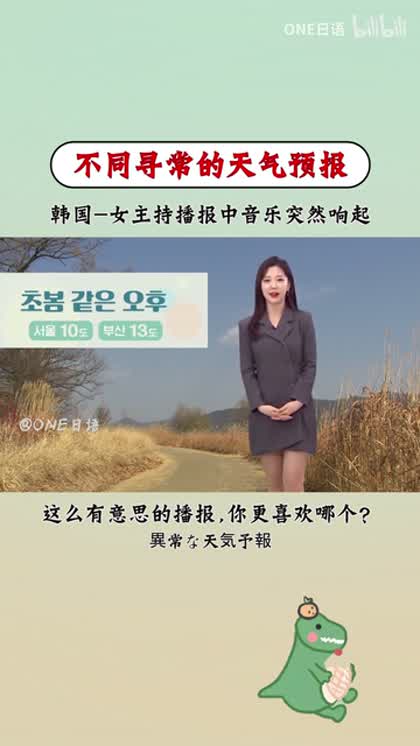 ONE日语 bilibili
不同寻常的天气预报
韩国-女主持播报中音乐突然响起
초봄 같은 오후
서울 10도 부산 13도
@ONE日语
这么有意思的播报,你更喜欢哪个?
異常な天気予報